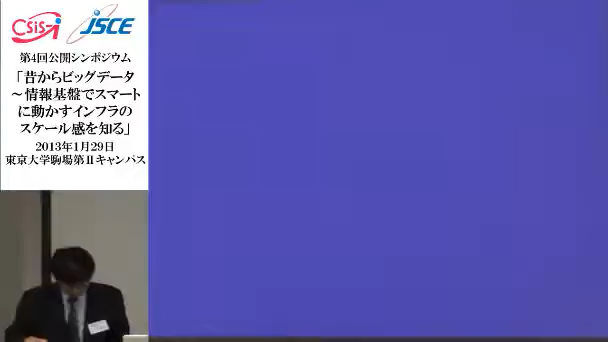 CSIS-i
JSCE
第4回公開シンポジウム
「昔からビッグデータ
～情報基盤でスマート
に動かすインフラの
スケール感を知る」
2013年1月29日
東京大学駒場第Ⅱキャンパス